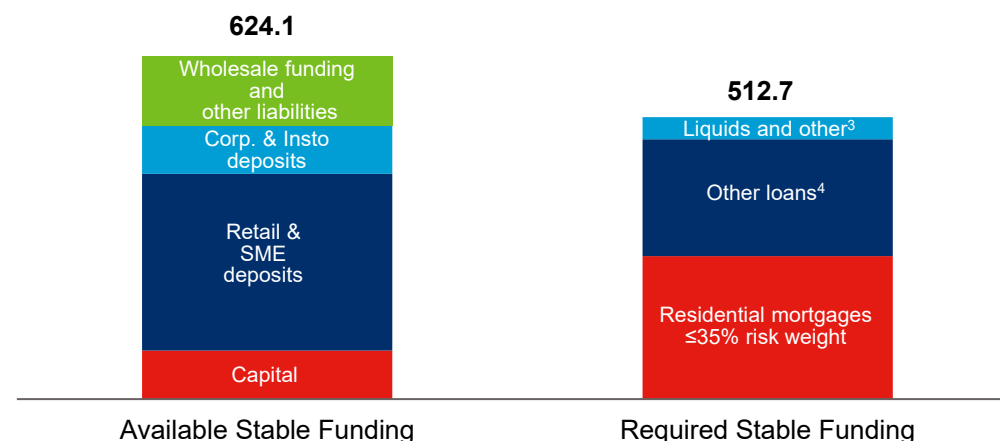 624.1
Wholesale funding
and
other liabilities
Corp. & Insto
deposits
Retail &
SME
deposits
Capital
Available Stable Funding
512.7
Liquids and other³
Other loans⁴
Residential mortgages
≤35% risk weight
Required Stable Funding